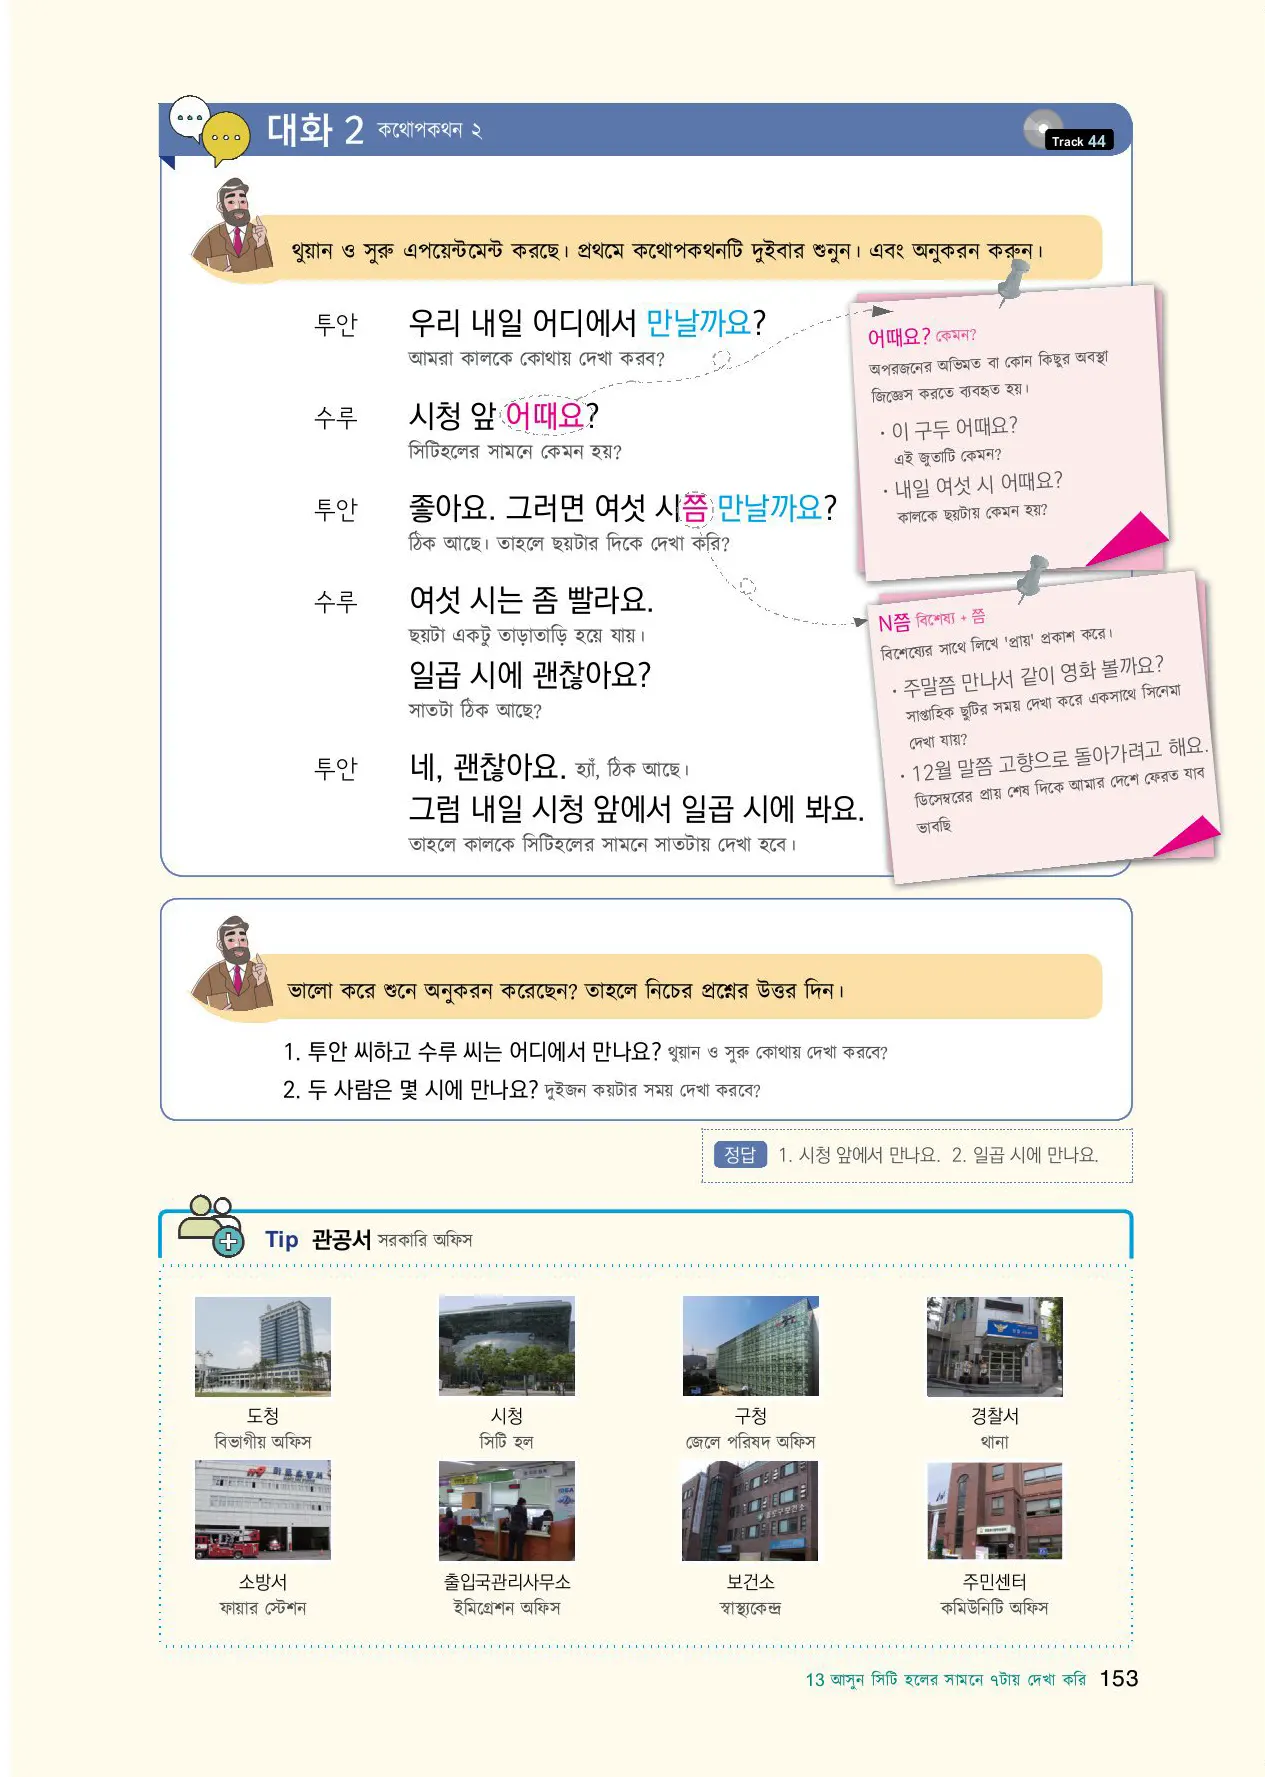 대화 2 কথোপকথন ২
Track 44
থুয়ান ও সুরু এপয়েন্টমেন্ট করছে। প্রথমে কথোপকথনটি দুইবার শুনুন। এবং অনুকরন করুন।
투안 우리 내일 어디에서 만날까요?
আমরা কালকে কোথায় দেখা করব?
수루 시청 앞 어때요?
সিটিহলের সামনে কেমন হয়?
투안 좋아요. 그러면 여섯 시쯤 만날까요?
ঠিক আছে। তাহলে ছয়টার দিকে দেখা করি?
수루 여섯 시는 좀 빨라요.
ছয়টা একটু তাড়াতাড়ি হয়ে যায়।
일곱 시에 괜찮아요?
সাতটা ঠিক আছে?
투안 네, 괜찮아요. হ্যাঁ, ঠিক আছে।
그럼 내일 시청 앞에서 일곱 시에 봐요.
তাহলে কালকে সিটিহলের সামনে সাতটায় দেখা হবে।
어때요? কেমন?
অপরজনের অভিমত বা কোন কিছুর অবস্থা
জিজ্ঞেস করতে ব্যবহৃত হয়।
· 이 구두 어때요?
এই জুতাটি কেমন?
· 내일 여섯 시 어때요?
কালকে ছয়টায় কেমন হয়?
N쯤 বিশেষ্য + 쯤
বিশেষ্যের সাথে লিখে 'প্রায়' প্রকাশ করে।
· 주말쯤 만나서 같이 영화 볼까요?
সাপ্তাহিক ছুটির সময় দেখা করে একসাথে সিনেমা
দেখা যায়?
· 12월 말쯤 고향으로 돌아가려고 해요.
ডিসেম্বরের প্রায় শেষ দিকে আমার দেশে ফেরত যাব
ভাবছি
ভালো করে শুনে অনুকরন করেছেন? তাহলে নিচের প্রশ্নের উত্তর দিন।
1. 투안 씨하고 수루 씨는 어디에서 만나요? থুয়ান ও সুরু কোথায় দেখা করবে?
2. 두 사람은 몇 시에 만나요? দুইজন কয়টার সময় দেখা করবে?
정답 1. 시청 앞에서 만나요. 2. 일곱 시에 만나요.
Tip 관공서 সরকারি অফিস
도청 시청 구청 경찰서
বিভাগীয় অফিস সিটি হল জেলে পরিষদ অফিস থানা
소방서 출입국관리사무소 보건소 주민센터
ফায়ার স্টেশন ইমিগ্রেশন অফিস স্বাস্থ্যকেন্দ্র কমিউনিটি অফিস
13 আসুন সিটি হলের সামনে ৭টায় দেখা করি 153